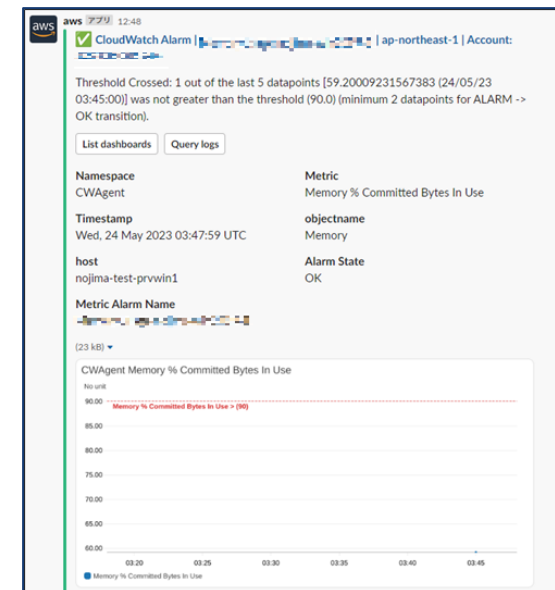 aws
aws アプリ 12:48
CloudWatch Alarm | | ap-northeast-1 | Account:
Threshold Crossed: 1 out of the last 5 datapoints [59.20009231567383 (24/05/23
03:45:00)] was not greater than the threshold (90.0) (minimum 2 datapoints for ALARM ->
OK transition).
List dashboards Query logs
Namespace Metric
CWAgent Memory % Committed Bytes In Use
Timestamp objectname
Wed, 24 May 2023 03:47:59 UTC Memory
host Alarm State
nojima-test-prvwin1 OK
Metric Alarm Name
(23 kB)
CWAgent Memory % Committed Bytes In Use
No unit
90.00
Memory % Committed Bytes In Use > (90)
85.00
80.00
75.00
70.00
65.00
60.00
03:20 03:25 03:30 03:35 03:40 03:45
Memory % Committed Bytes In Use